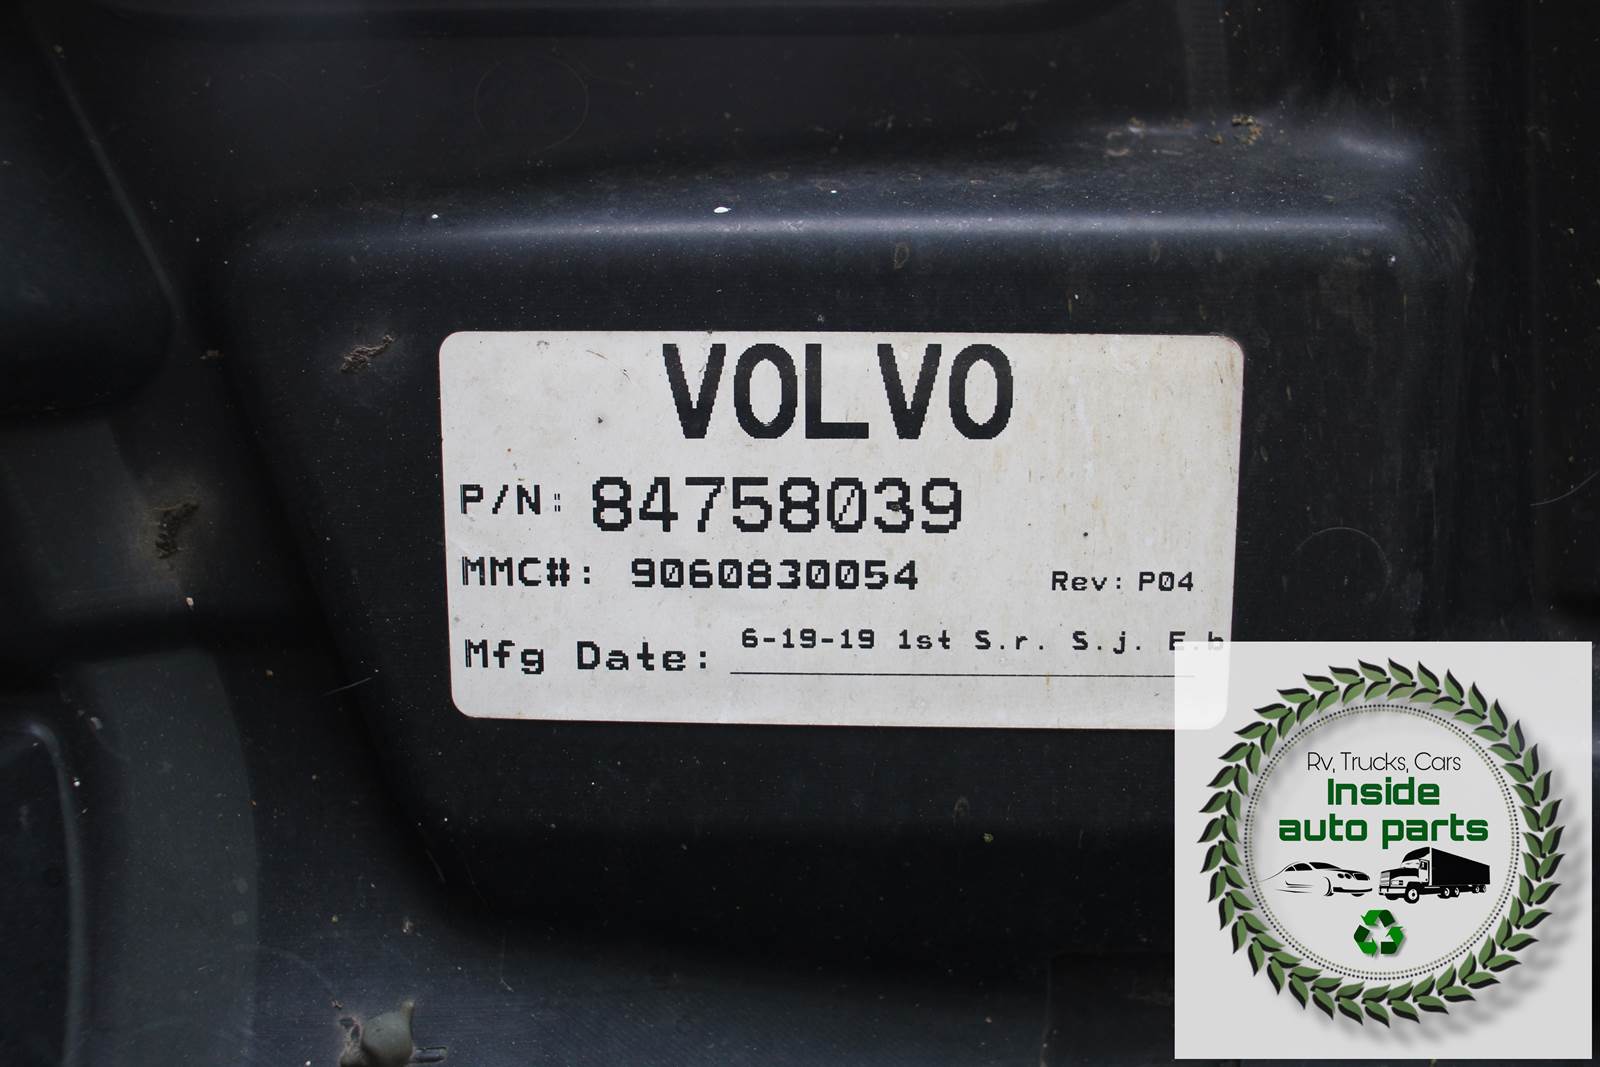 VOLVO
P/N: 84758039
MMC#: 9060830054 Rev: P04
Mfg Date: 6-19-19 1st S.r. S.j. E.b
Rv, Trucks, Cars
Inside
auto parts